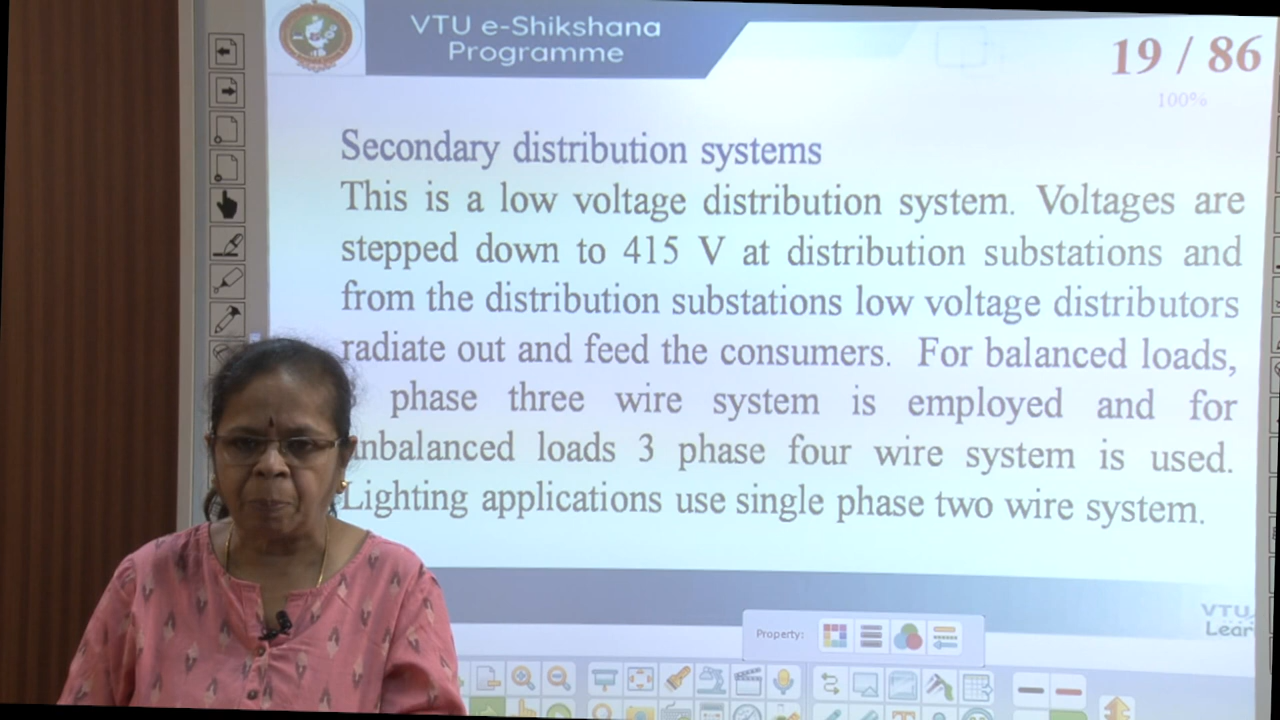 VTU e-Shikshana
Programme
19 / 86
100%
Secondary distribution systems
This is a low voltage distribution system. Voltages are
stepped down to 415 V at distribution substations and
from the distribution substations low voltage distributors
radiate out and feed the consumers. For balanced loads,
phase three wire system is employed and for
unbalanced loads 3 phase four wire system is used.
Lighting applications use single phase two wire system.
VTU
Lear
Property: